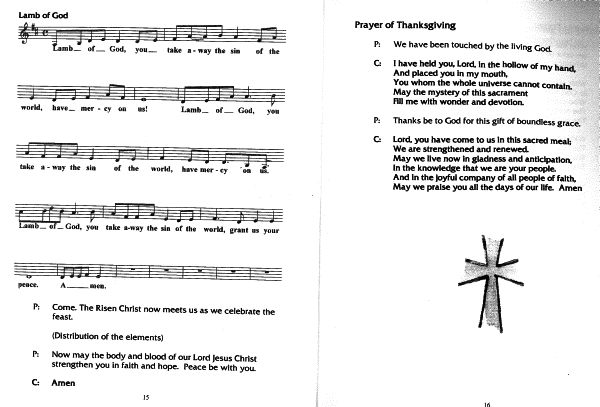 Lamb of God
Lamb_ of_ God, you_ take a-way the sin of the
world, have_ mer-cy on us! Lamb_ of_ God, you
take a-way the sin of the world, have mer-cy on us.
Lamb_ of_ God, you take a-way the sin of the world, grant us your
peace. A___men.
P: Come. The Risen Christ now meets us as we celebrate the
feast.
(Distribution of the elements)
P: Now may the body and blood of our Lord Jesus Christ
strengthen you in faith and hope. Peace be with you.
C: Amen
15
Prayer of Thanksgiving
P: We have been touched by the living God.
C: I have held you, Lord, in the hollow of my hand,
And placed you in my mouth,
You whom the whole universe cannot contain.
May the mystery of this sacrament
Fill me with wonder and devotion.
P: Thanks be to God for this gift of boundless grace.
C: Lord, you have come to us in this sacred meal;
We are strengthened and renewed.
May we live now in gladness and anticipation,
In the knowledge that we are your people.
And in the joyful company of all people of faith,
May we praise you all the days of our life. Amen
16